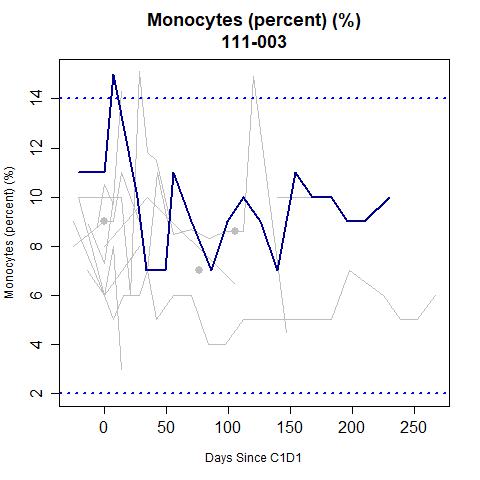 Monocytes (percent) (%)
111-003
Monocytes (percent) (%)
14
12
10
8
6
4
2
0 50 100 150 200 250
Days Since C1D1